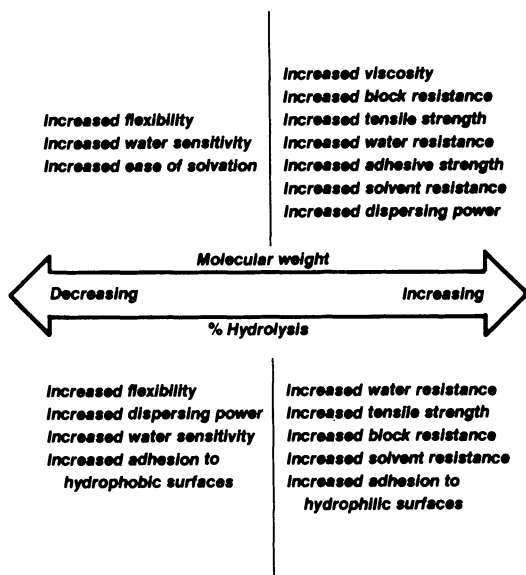 Increased flexibility
Increased water sensitivity
Increased ease of solvation
Increased viscosity
Increased block resistance
Increased tensile strength
Increased water resistance
Increased adhesive strength
Increased solvent resistance
Increased dispersing power
Molecular weight
Decreasing
Increasing
% Hydrolysis
Increased flexibility
Increased dispersing power
Increased water sensitivity
Increased adhesion to
hydrophobic surfaces
Increased water resistance
Increased tensile strength
Increased block resistance
Increased solvent resistance
Increased adhesion to
hydrophilic surfaces